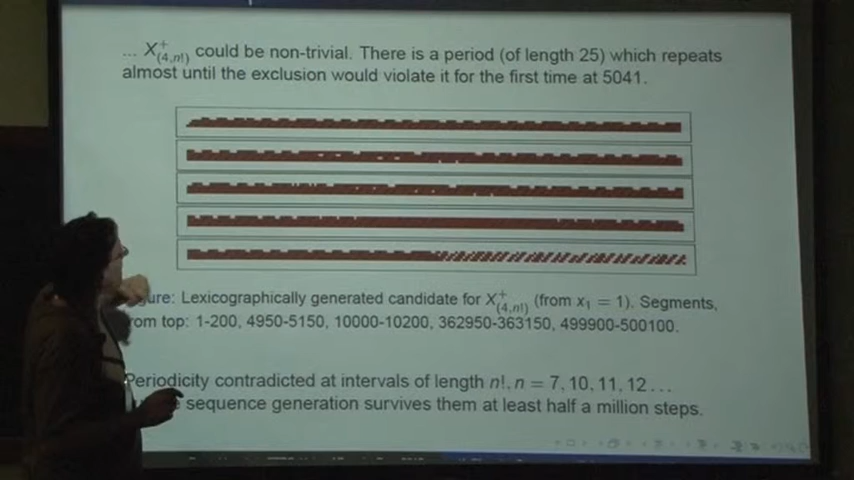 ... X⁺₍₄,ₙ!₎ could be non-trivial. There is a period (of length 25) which repeats
almost until the exclusion would violate it for the first time at 5041.
gure: Lexicographically generated candidate for X⁺₍₄,ₙ!₎ (from x₁ = 1). Segments,
om top: 1-200, 4950-5150, 10000-10200, 362950-363150, 499900-500100.
Periodicity contradicted at intervals of length n!, n = 7, 10, 11, 12 ...
sequence generation survives them at least half a million steps.